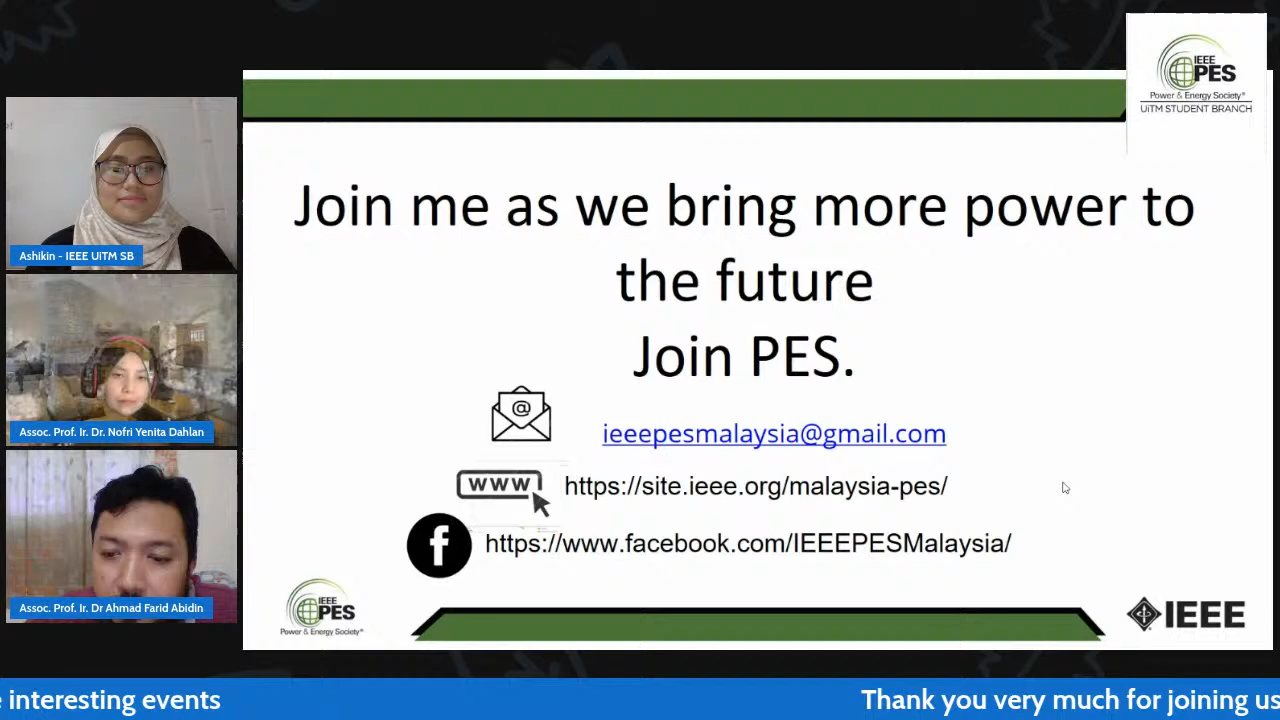 IEEE
PES
Power & Energy Society®
UiTM STUDENT BRANCH
Ashikin - IEEE UiTM SB
Assoc. Prof. Ir. Dr. Nofri Yenita Dahlan
Assoc. Prof. Ir. Dr Ahmad Farid Abidin
Join me as we bring more power to
the future
Join PES.
@
ieeepesmalaysia@gmail.com
www
https://site.ieee.org/malaysia-pes/
f
https://www.facebook.com/IEEEPESMalaysia/
IEEE
PES
Power & Energy Society®
IEEE
interesting events
Thank you very much for joining us